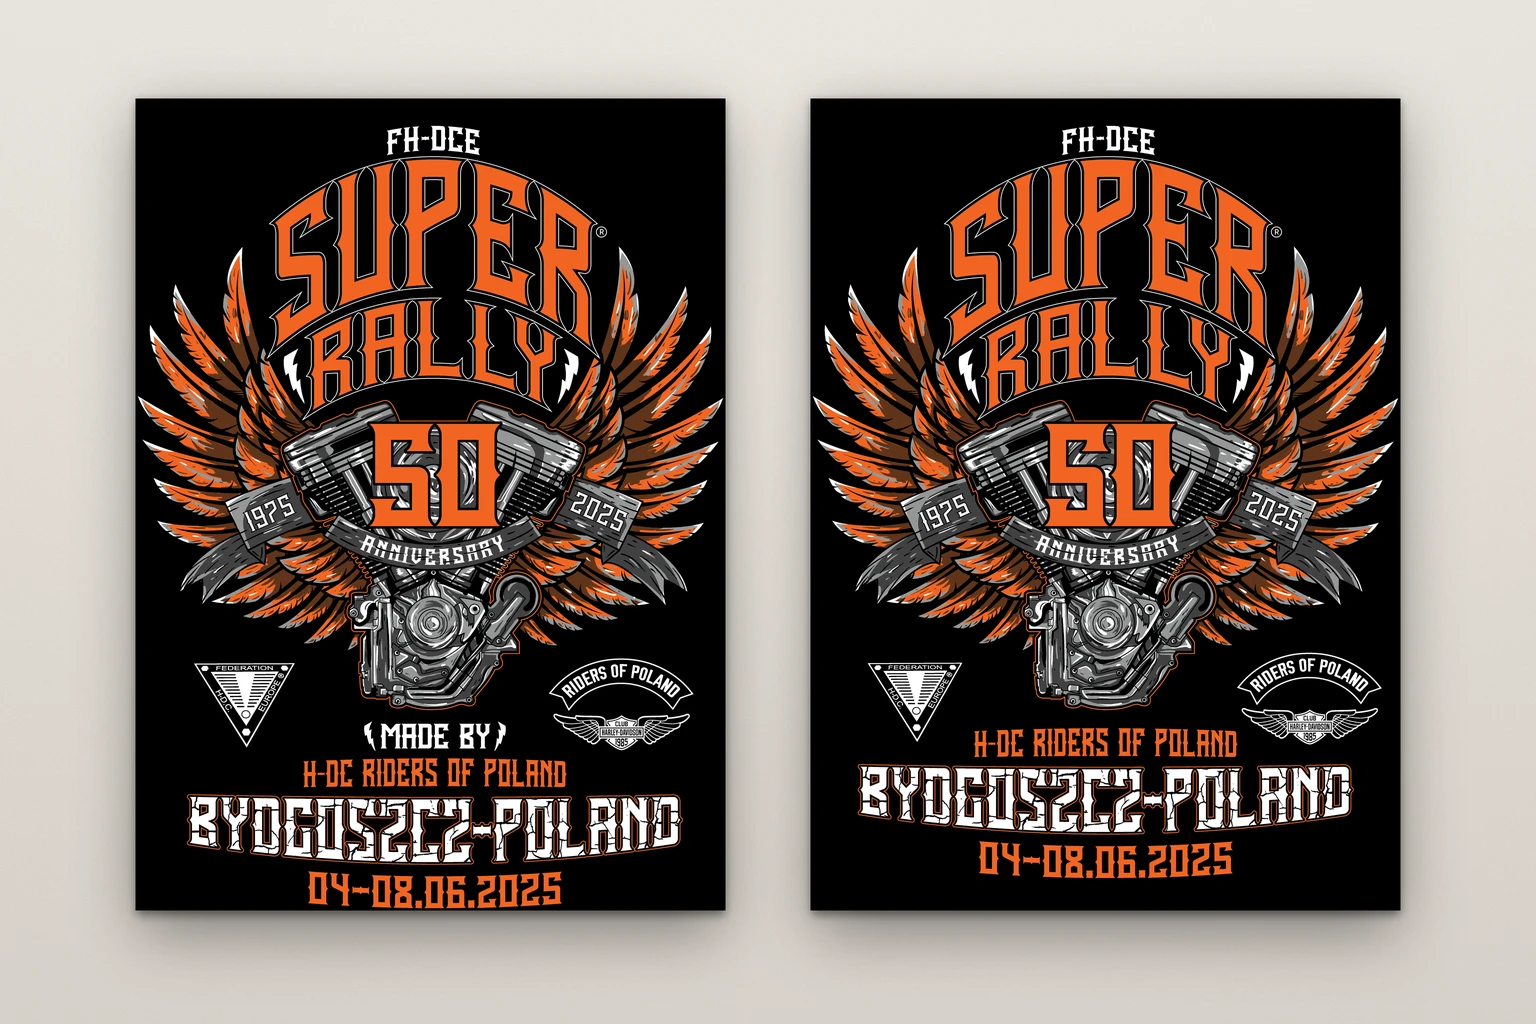 FH-DCE
SUPER
®
RALLY
50
1975
2025
ANNIVERSARY
FEDERATION
H.D.C.
EUROPE ®
RIDERS OF POLAND
CLUB
HARLEY-DAVIDSON
1985
MADE BY
H-DC RIDERS OF POLAND
BYDGOSZCZ-POLAND
04-08.06.2025
FH-DCE
SUPER
®
RALLY
50
1975
2025
ANNIVERSARY
FEDERATION
H.D.C.
EUROPE ®
RIDERS OF POLAND
CLUB
HARLEY-DAVIDSON
1985
H-DC RIDERS OF POLAND
BYDGOSZCZ-POLAND
04-08.06.2025